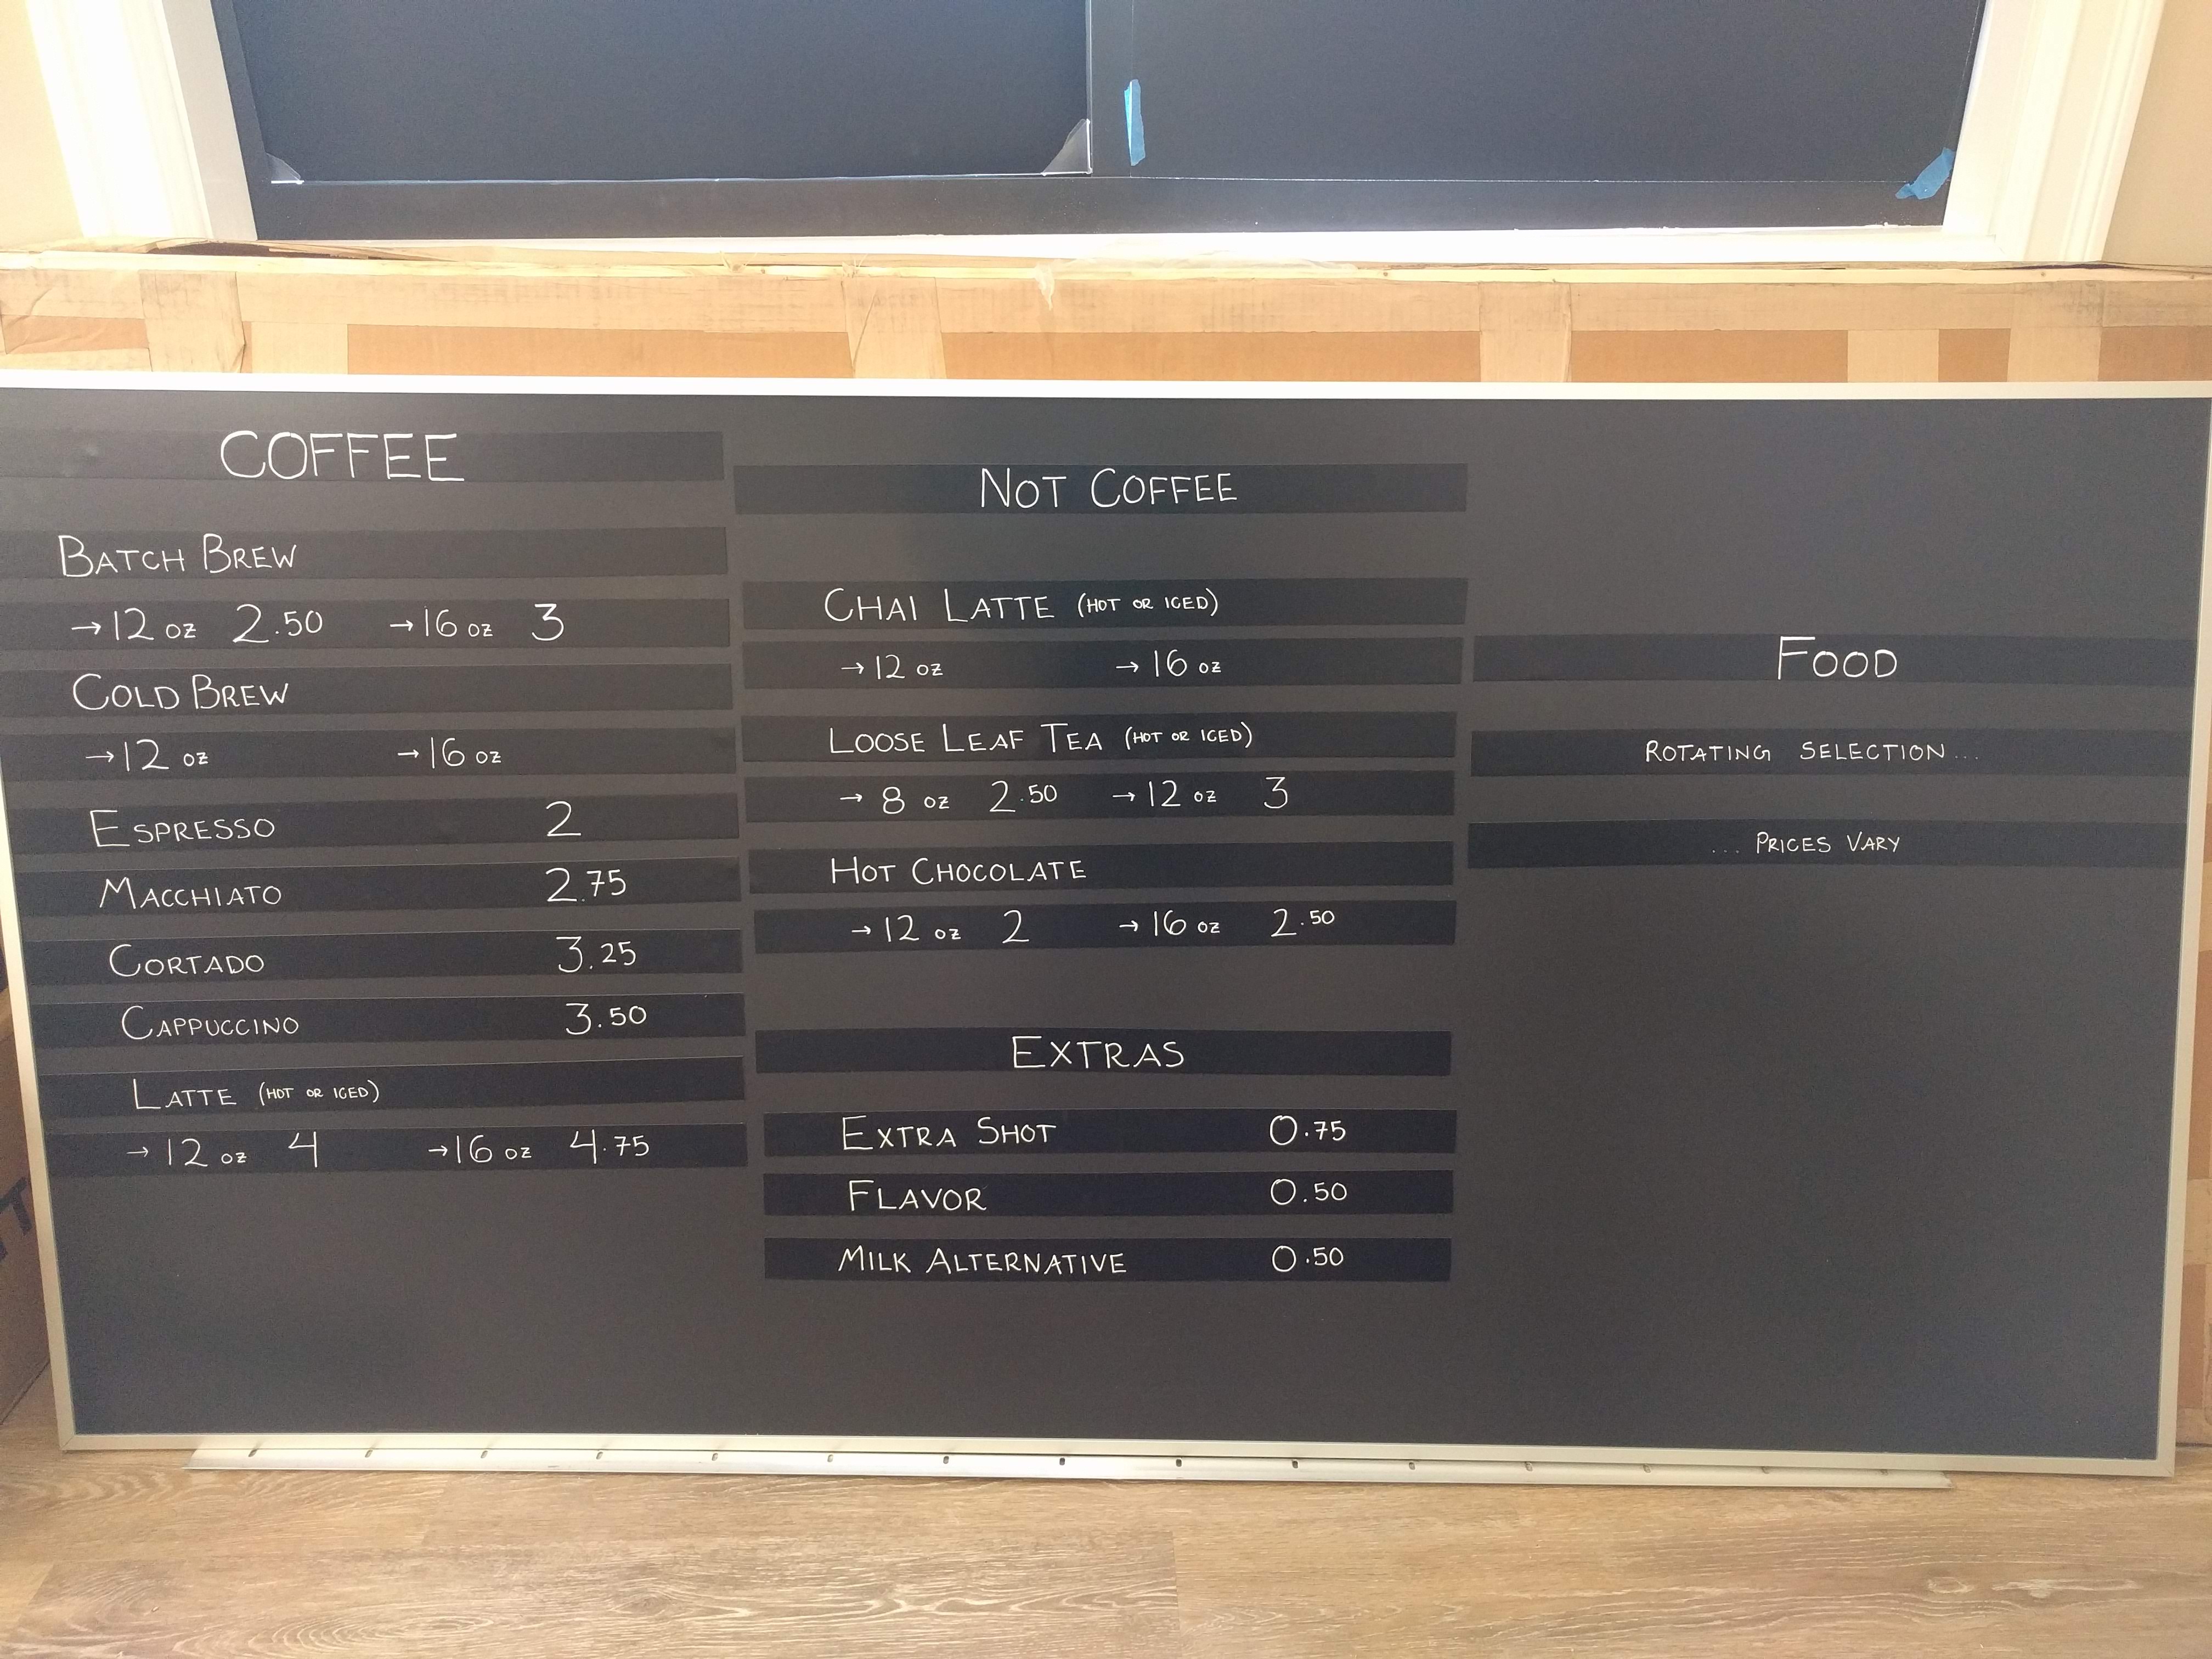 COFFEE
BATCH BREW
→12 oz 2.50 →16 oz 3
COLD BREW
→12 oz →16 oz
ESPRESSO 2
MACCHIATO 2.75
CORTADO 3.25
CAPPUCCINO 3.50
LATTE (HOT OR ICED)
→12 oz 4 →16 oz 4.75
NOT COFFEE
CHAI LATTE (HOT OR ICED)
→12 oz →16 oz
LOOSE LEAF TEA (HOT OR ICED)
→ 8 oz 2.50 →12 oz 3
HOT CHOCOLATE
→12 oz 2 →16 oz 2.50
EXTRAS
EXTRA SHOT 0.75
FLAVOR 0.50
MILK ALTERNATIVE 0.50
FOOD
ROTATING SELECTION...
... PRICES VARY